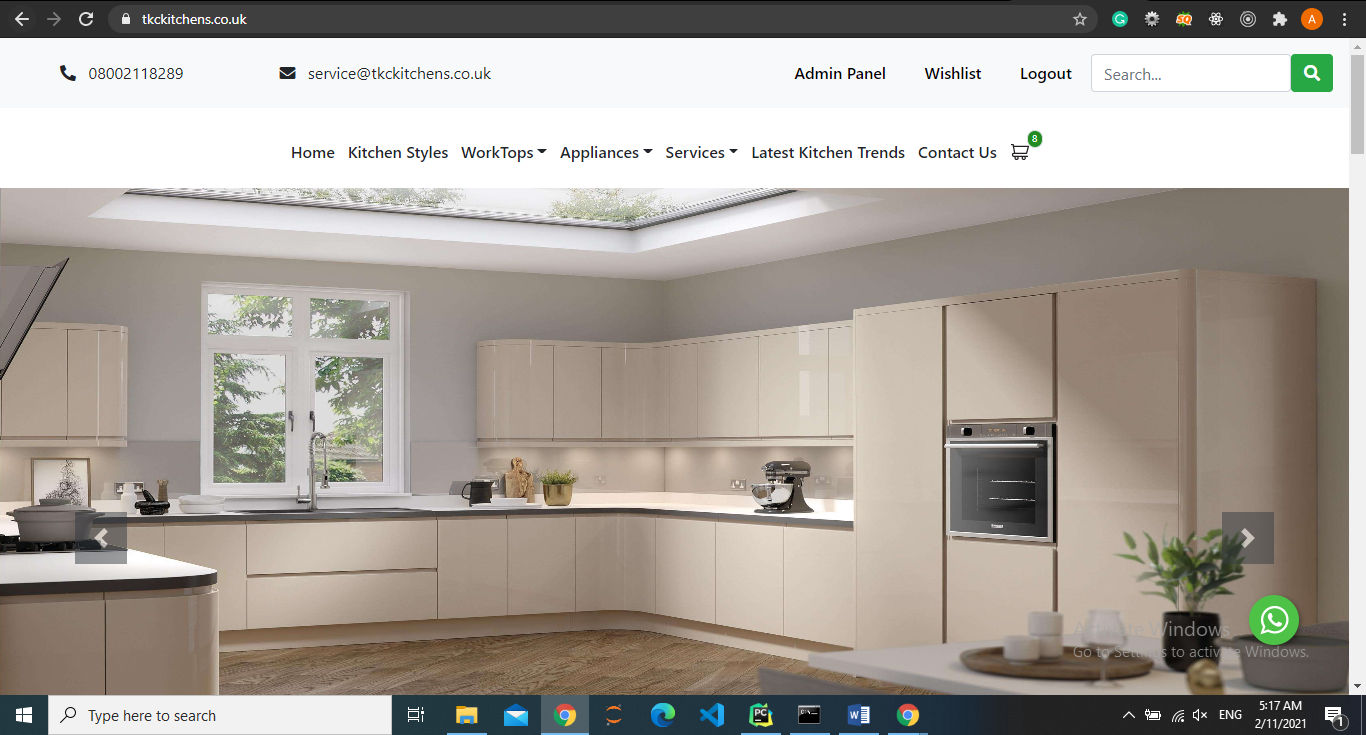 tkckitchens.co.uk
A
08002118289
service@tkckitchens.co.uk
Admin Panel
Wishlist
Logout
Search...
Home
Kitchen Styles
WorkTops
Appliances
Services
Latest Kitchen Trends
Contact Us
8
Activate Windows
Go to Settings to activate Windows.
Type here to search
ENG
5:17 AM
2/11/2021
1